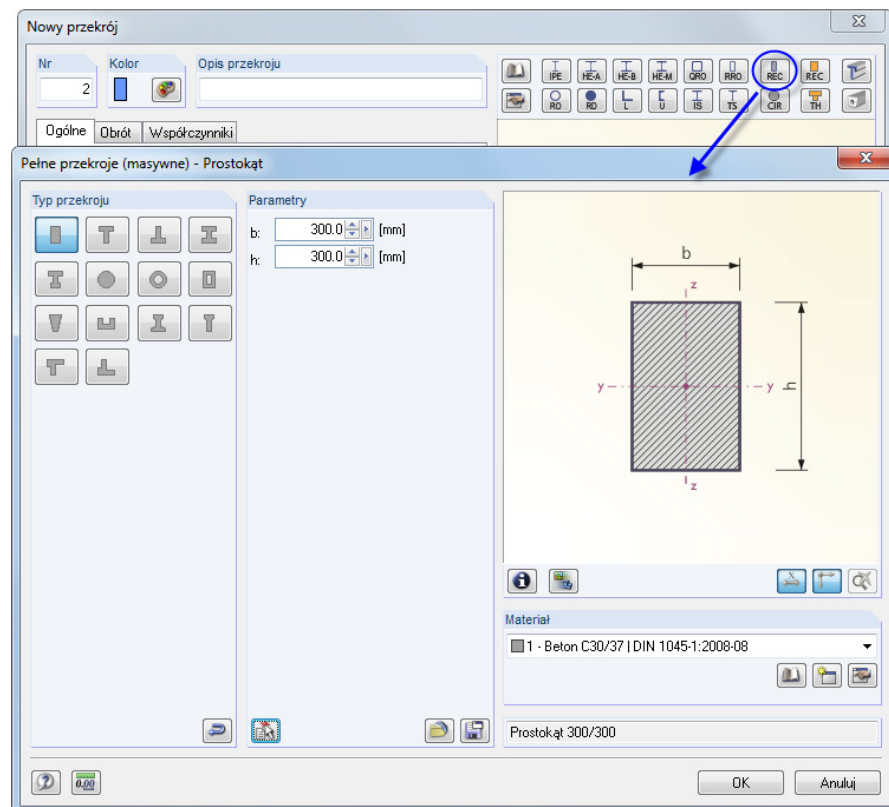 Nowy przekrój
Nr
Kolor
Opis przekroju
2
IPE HE-A HE-B HE-M QRO RRO REC REC
RO RD L U IS TS CIR TH
Ogólne Obrót Współczynniki
Pełne przekroje (masywne) - Prostokąt
Typ przekroju
Parametry
b: 300.0 [mm]
h: 300.0 [mm]
b
z
y y
h
z
x
Materiał
1 - Beton C30/37 | DIN 1045-1:2008-08
Prostokąt 300/300
0.00
OK Anuluj